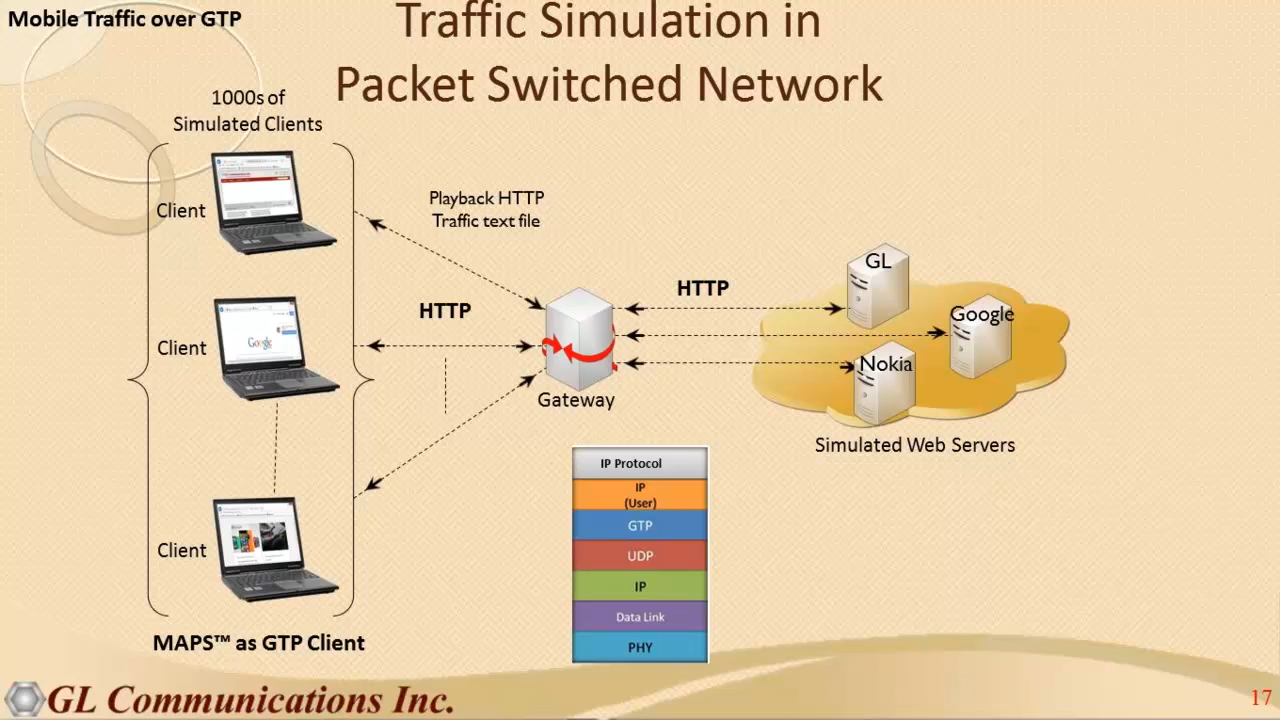 Mobile Traffic over GTP
Traffic Simulation in
Packet Switched Network
1000s of
Simulated Clients
Client
Playback HTTP
Traffic text file
HTTP
HTTP
GL
Google
Nokia
Client
Google
Gateway
Simulated Web Servers
IP Protocol
IP
(User)
GTP
UDP
IP
Data Link
PHY
Client
MAPS™ as GTP Client
GL Communications Inc.
17